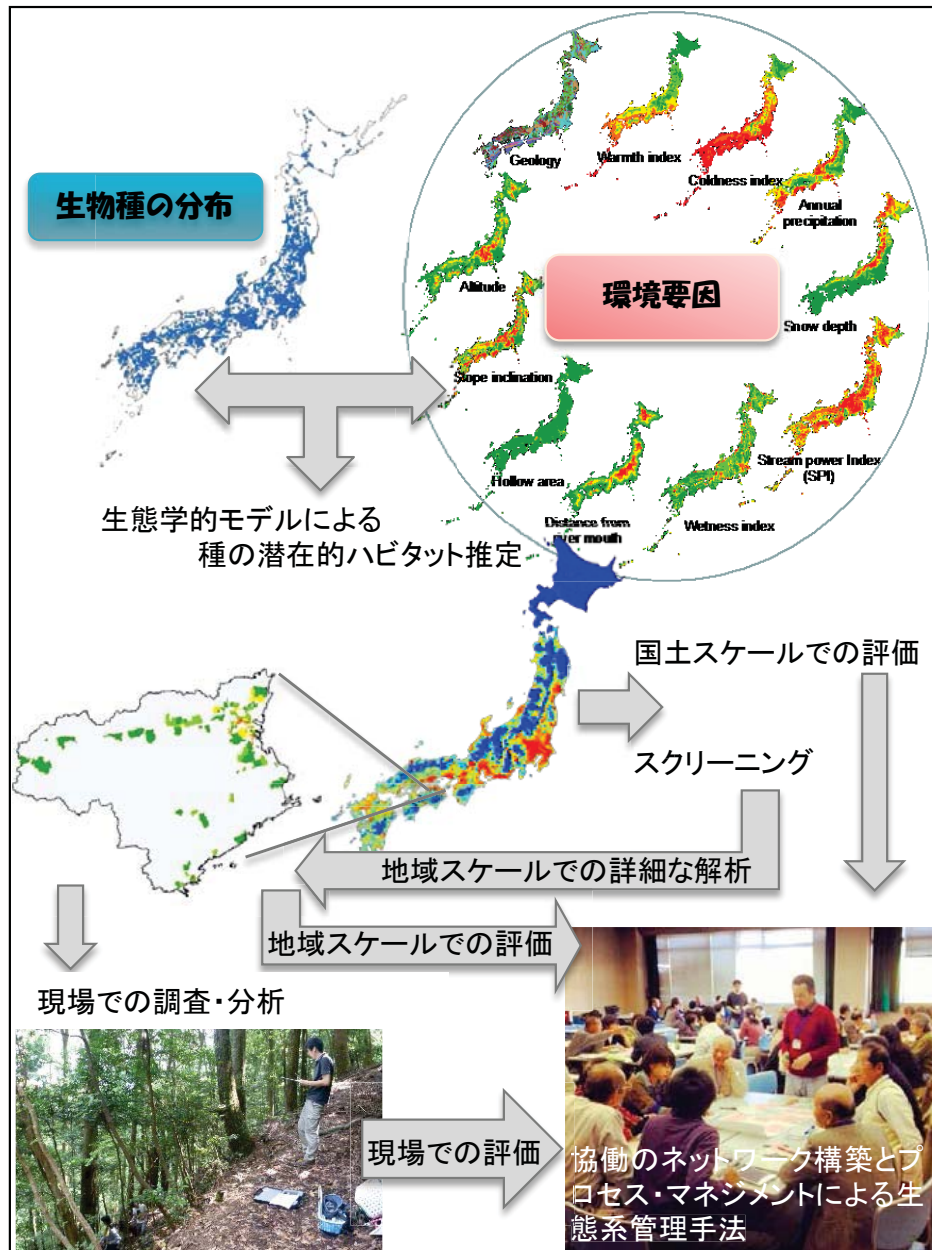 生物種の分布
Geology
Warmth index
Coldness index
Annual
precipitation
Altitude
環境要因
Snow depth
Slope inclination
Hollow area
Distance from
river mouth
Wetness index
Stream power Index
(SPI)
生態学的モデルによる
種の潜在的ハビタット推定
国土スケールでの評価
スクリーニング
地域スケールでの詳細な解析
地域スケールでの評価
現場での調査・分析
現場での評価
協働のネットワーク構築とプ
ロセス・マネジメントによる生
態系管理手法